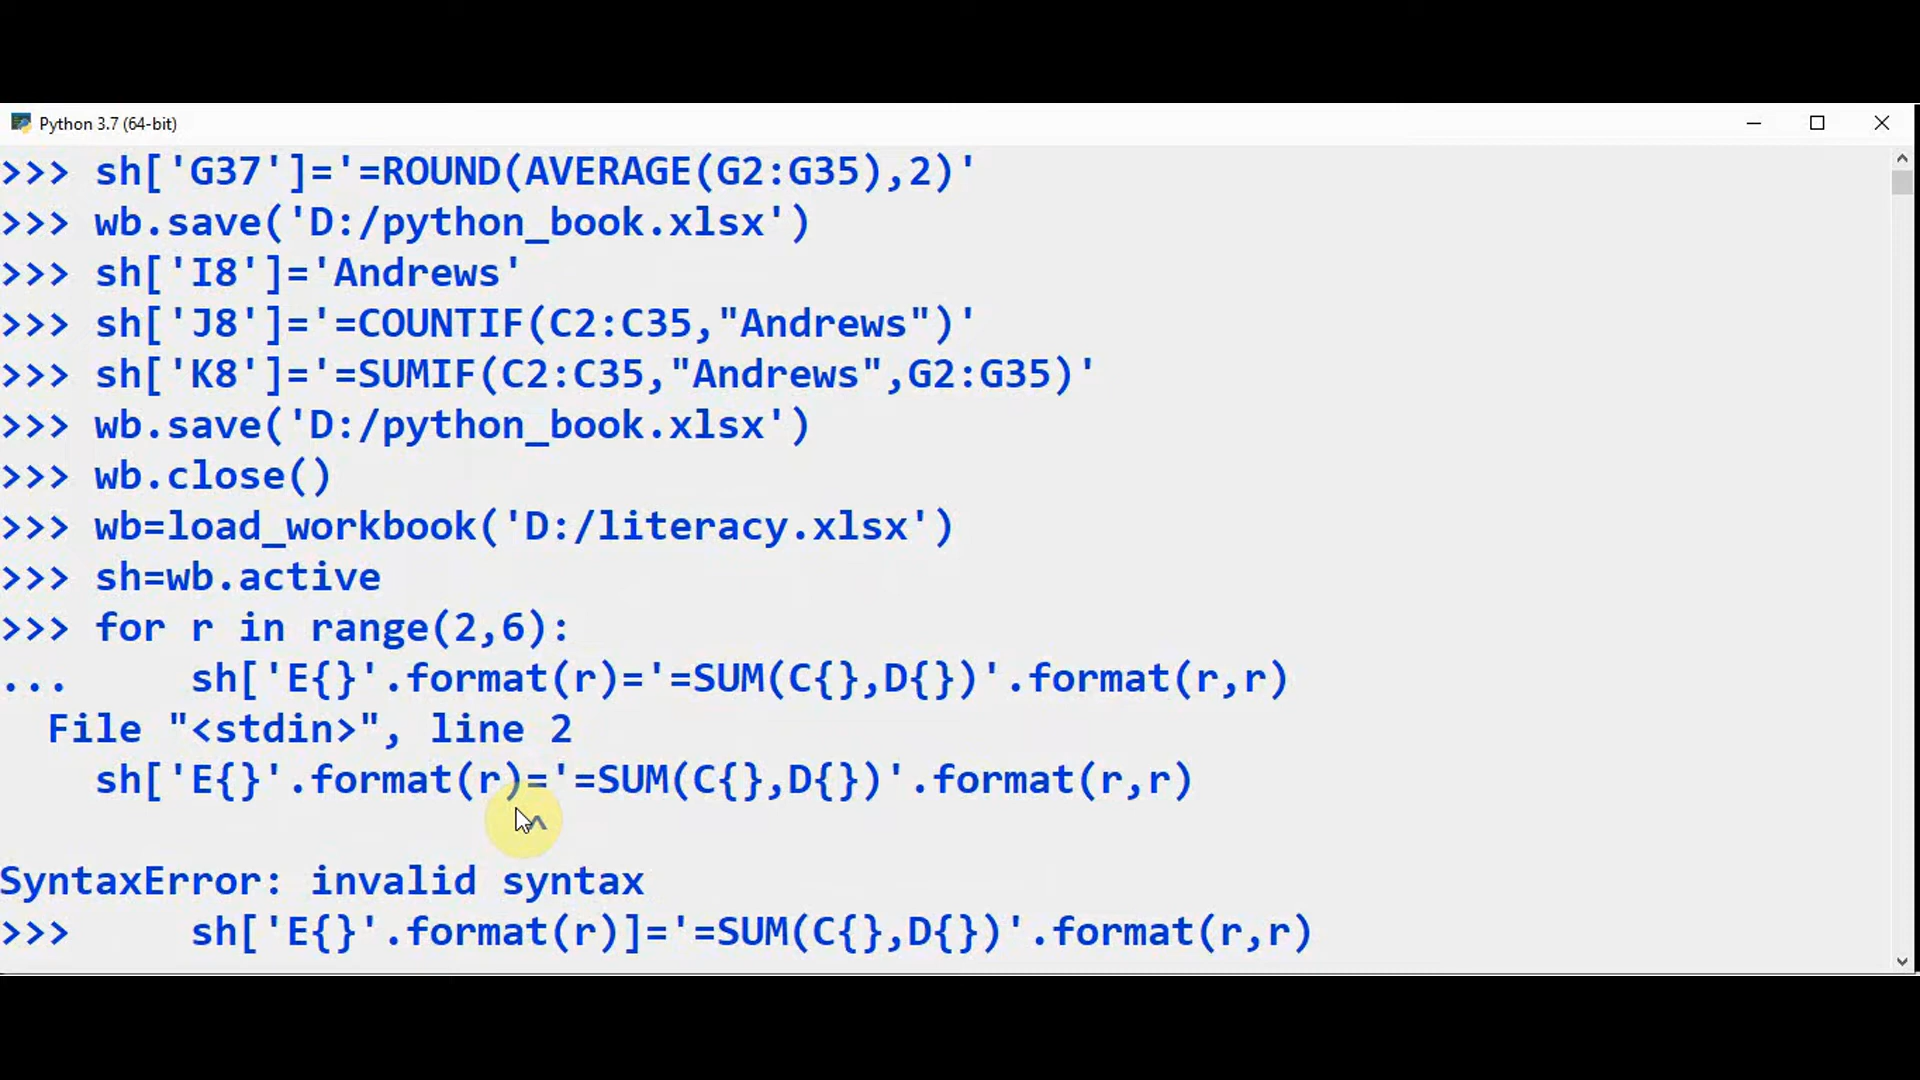 Python 3.7 (64-bit)
>>> sh['G37']='=ROUND(AVERAGE(G2:G35),2)'
>>> wb.save('D:/python_book.xlsx')
>>> sh['I8']='Andrews'
>>> sh['J8']='=COUNTIF(C2:C35,"Andrews")'
>>> sh['K8']='=SUMIF(C2:C35,"Andrews",G2:G35)'
>>> wb.save('D:/python_book.xlsx')
>>> wb.close()
>>> wb=load_workbook('D:/literacy.xlsx')
>>> sh=wb.active
>>> for r in range(2,6):
...     sh['E{}'.format(r)='=SUM(C{},D{})'.format(r,r)
  File "<stdin>", line 2
    sh['E{}'.format(r)='=SUM(C{},D{})'.format(r,r)
                      ^
SyntaxError: invalid syntax
>>>     sh['E{}'.format(r)]='=SUM(C{},D{})'.format(r,r)